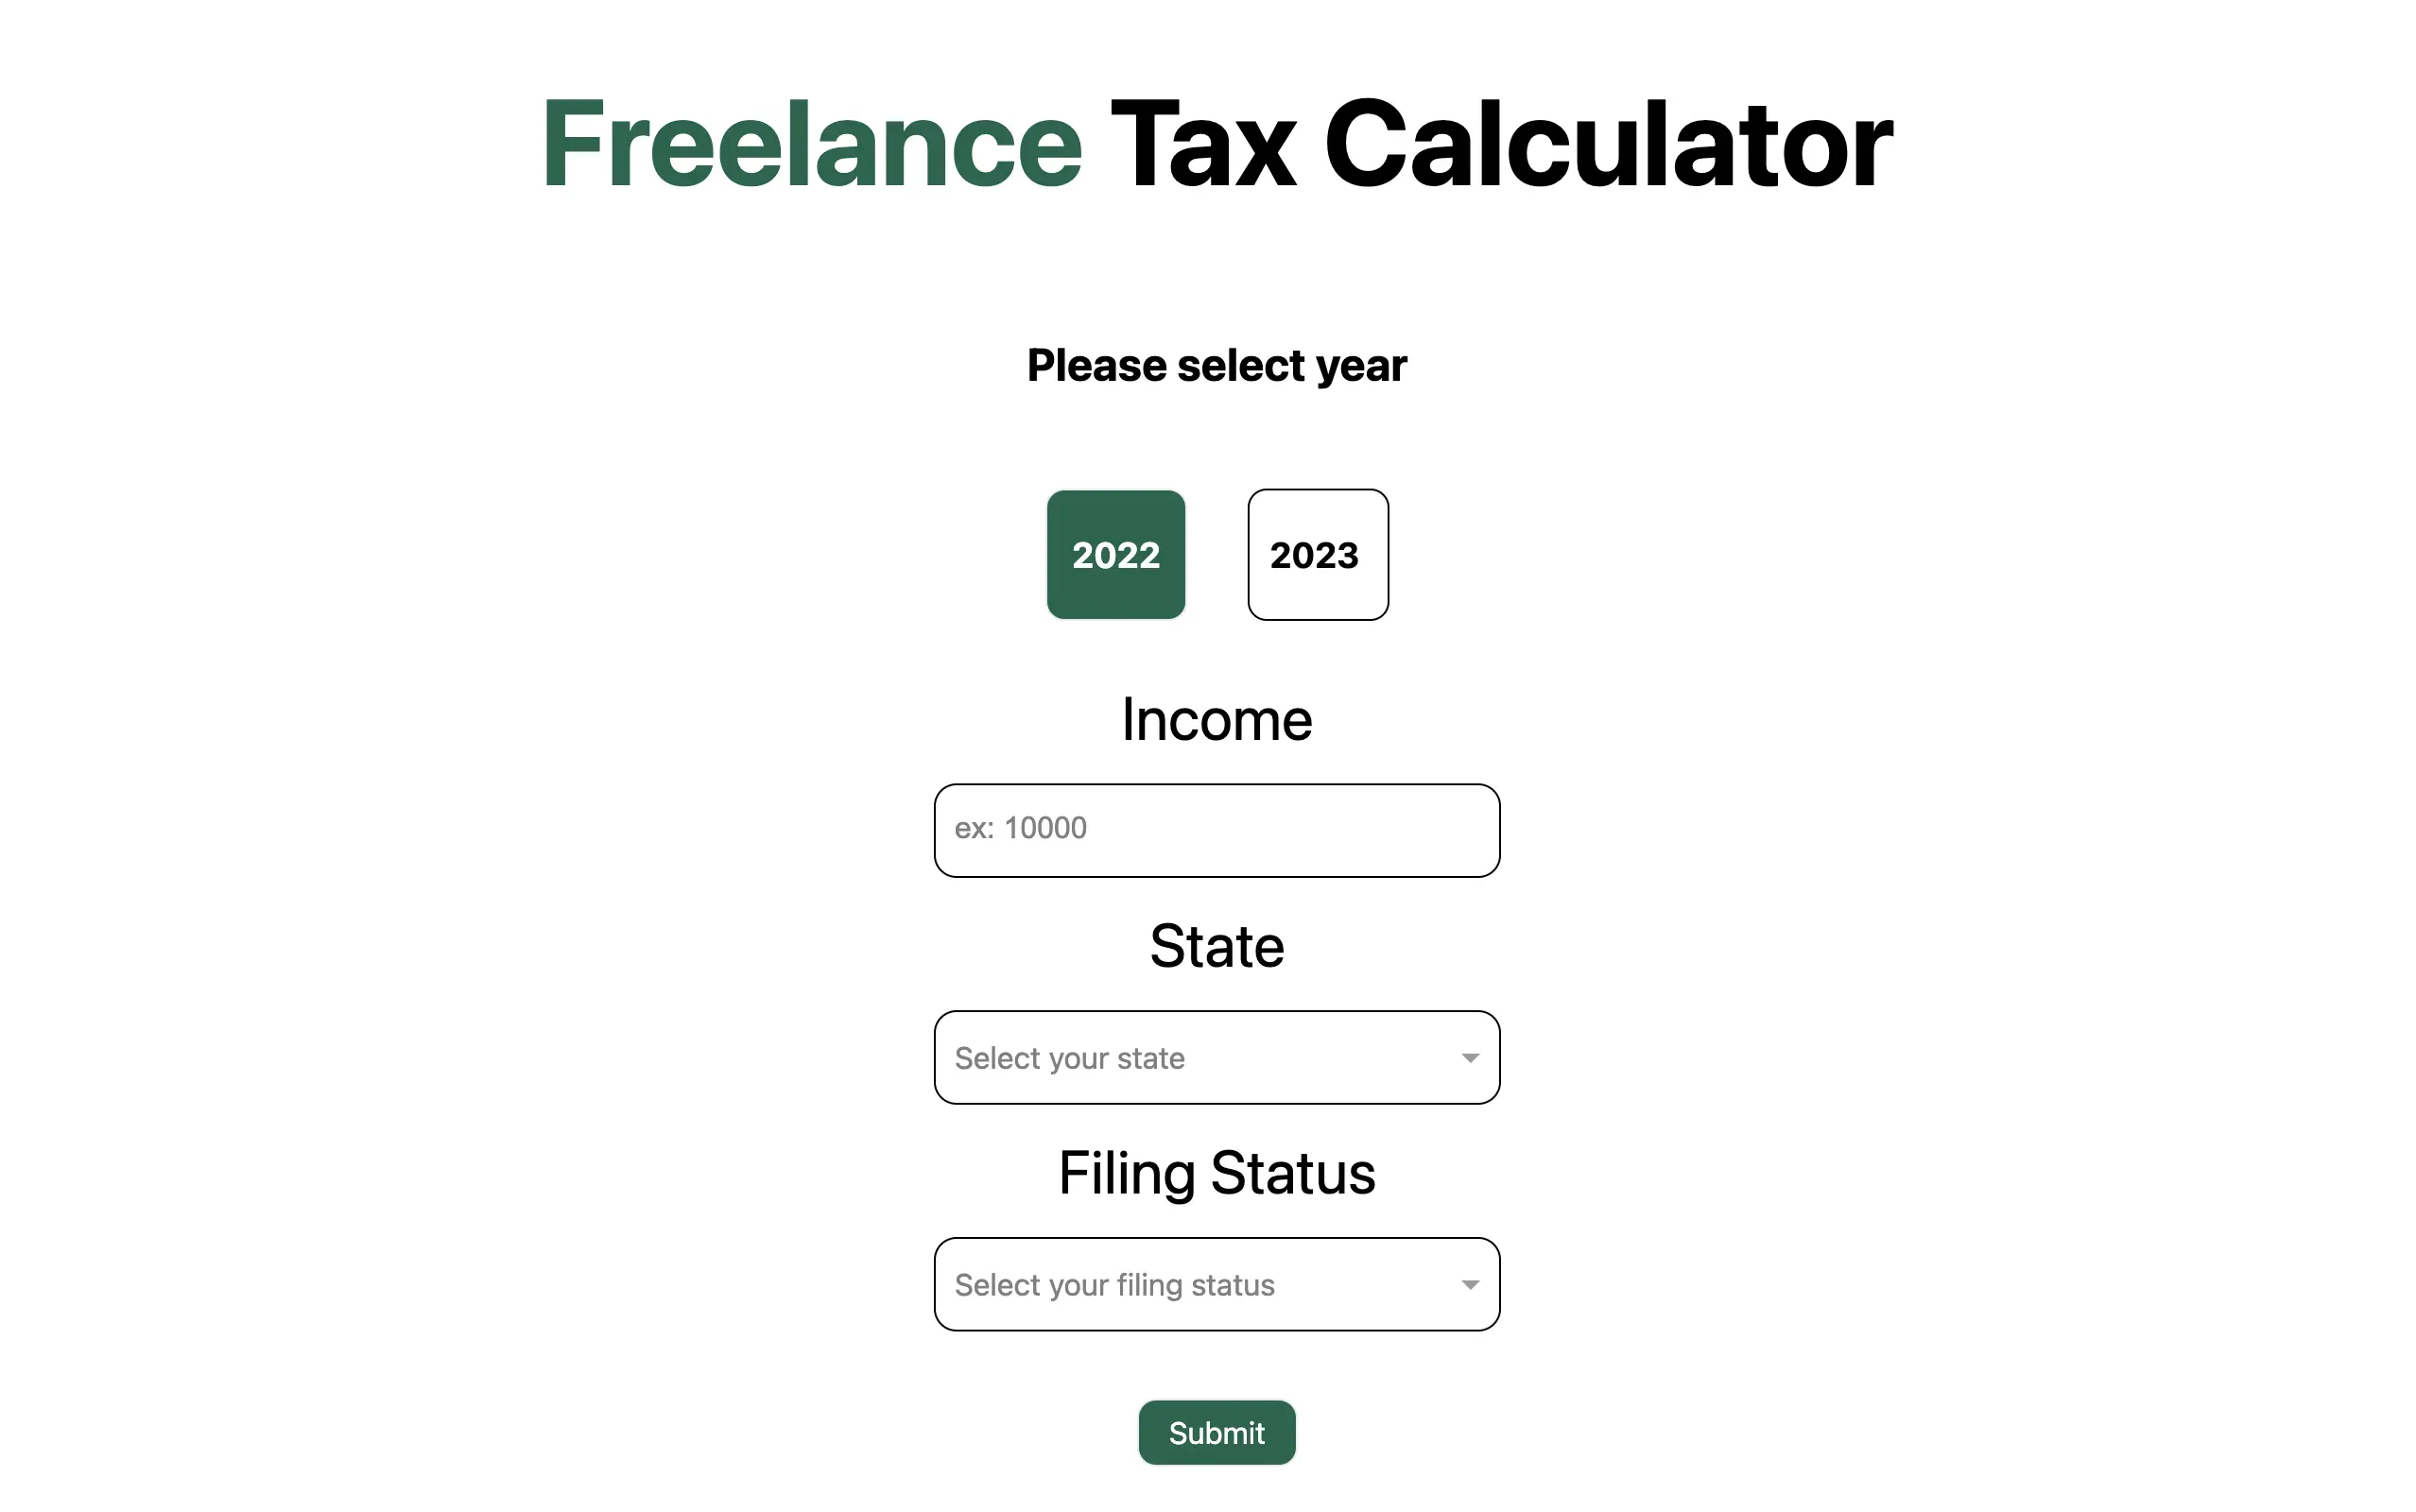 Freelance Tax Calculator
Please select year
2022 2023
Income
ex: 10000
State
Select your state
Filing Status
Select your filing status
Submit